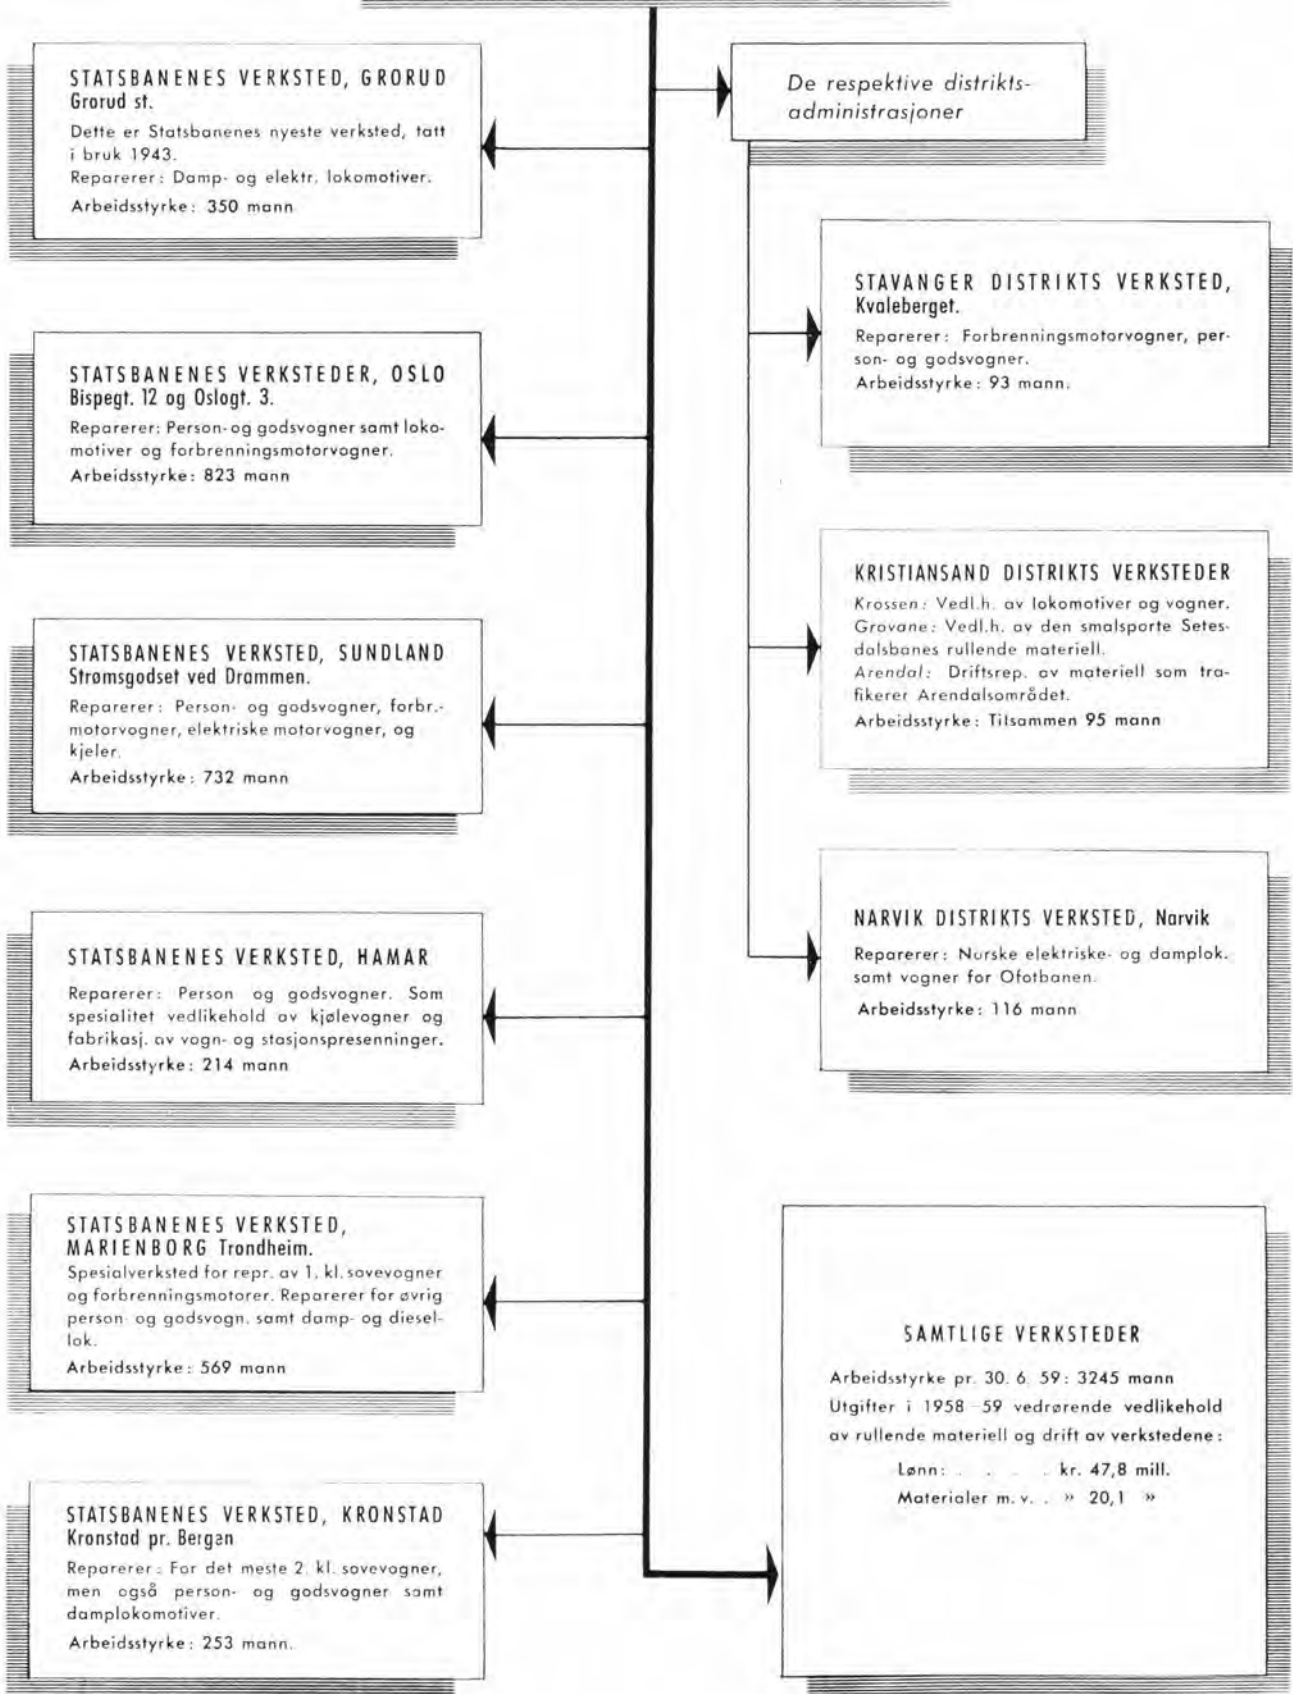 STATSBANENES VERKSTED, GRORUD
Grorud st.
Dette er Statsbanenes nyeste verksted, tatt
i bruk 1943.
Reparerer: Damp- og elektr. lokomotiver.
Arbeidsstyrke: 350 mann
STATSBANENES VERKSTEDER, OSLO
Bispegt. 12 og Oslogt. 3.
Reparerer: Person- og godsvogner samt loko-
motiver og forbrenningsmotorvogner.
Arbeidsstyrke: 823 mann
STATSBANENES VERKSTED, SUNDLAND
Strømsgodset ved Drammen.
Reparerer: Person- og godsvogner, forbr.-
motorvogner, elektriske motorvogner, og
kjeler.
Arbeidsstyrke: 732 mann
STATSBANENES VERKSTED, HAMAR
Reparerer: Person og godsvogner. Som
spesialitet vedlikehold av kjølevogner og
fabrikasj. av vogn- og stasjonspresenninger.
Arbeidsstyrke: 214 mann
STATSBANENES VERKSTED,
MARIENBORG Trondheim.
Spesialverksted for repr. av 1. kl. sovevogner
og forbrenningsmotorer. Reparerer for øvrig
person- og godsvogn. samt damp- og diesel-
lok.
Arbeidsstyrke: 569 mann
STATSBANENES VERKSTED, KRONSTAD
Kronstad pr. Bergen
Reparerer: For det meste 2. kl. sovevogner,
men også person- og godsvogner samt
damplokomotiver.
Arbeidsstyrke: 253 mann.
De respektive distrikts-
administrasjoner
STAVANGER DISTRIKTS VERKSTED,
Kvaleberget.
Reparerer: Forbrenningsmotorvogner, per-
son- og godsvogner.
Arbeidsstyrke: 93 mann.
KRISTIANSAND DISTRIKTS VERKSTEDER
Krossen: Vedl.h. av lokomotiver og vogner.
Grovane: Vedl.h. av den smalsporte Setes-
dalsbanes rullende materiell.
Arendal: Driftsrep. av materiell som tra-
fikerer Arendalsområdet.
Arbeidsstyrke: Tilsammen 95 mann
NARVIK DISTRIKTS VERKSTED, Narvik
Reparerer: Norske elektriske- og damplok.
samt vogner for Ofotbanen.
Arbeidsstyrke: 116 mann
SAMTLIGE VERKSTEDER
Arbeidsstyrke pr. 30. 6. 59: 3245 mann
Utgifter i 1958-59 vedrørende vedlikehold
av rullende materiell og drift av verkstedene:
Lønn: . . . . kr. 47,8 mill.
Materialer m. v. . » 20,1 »